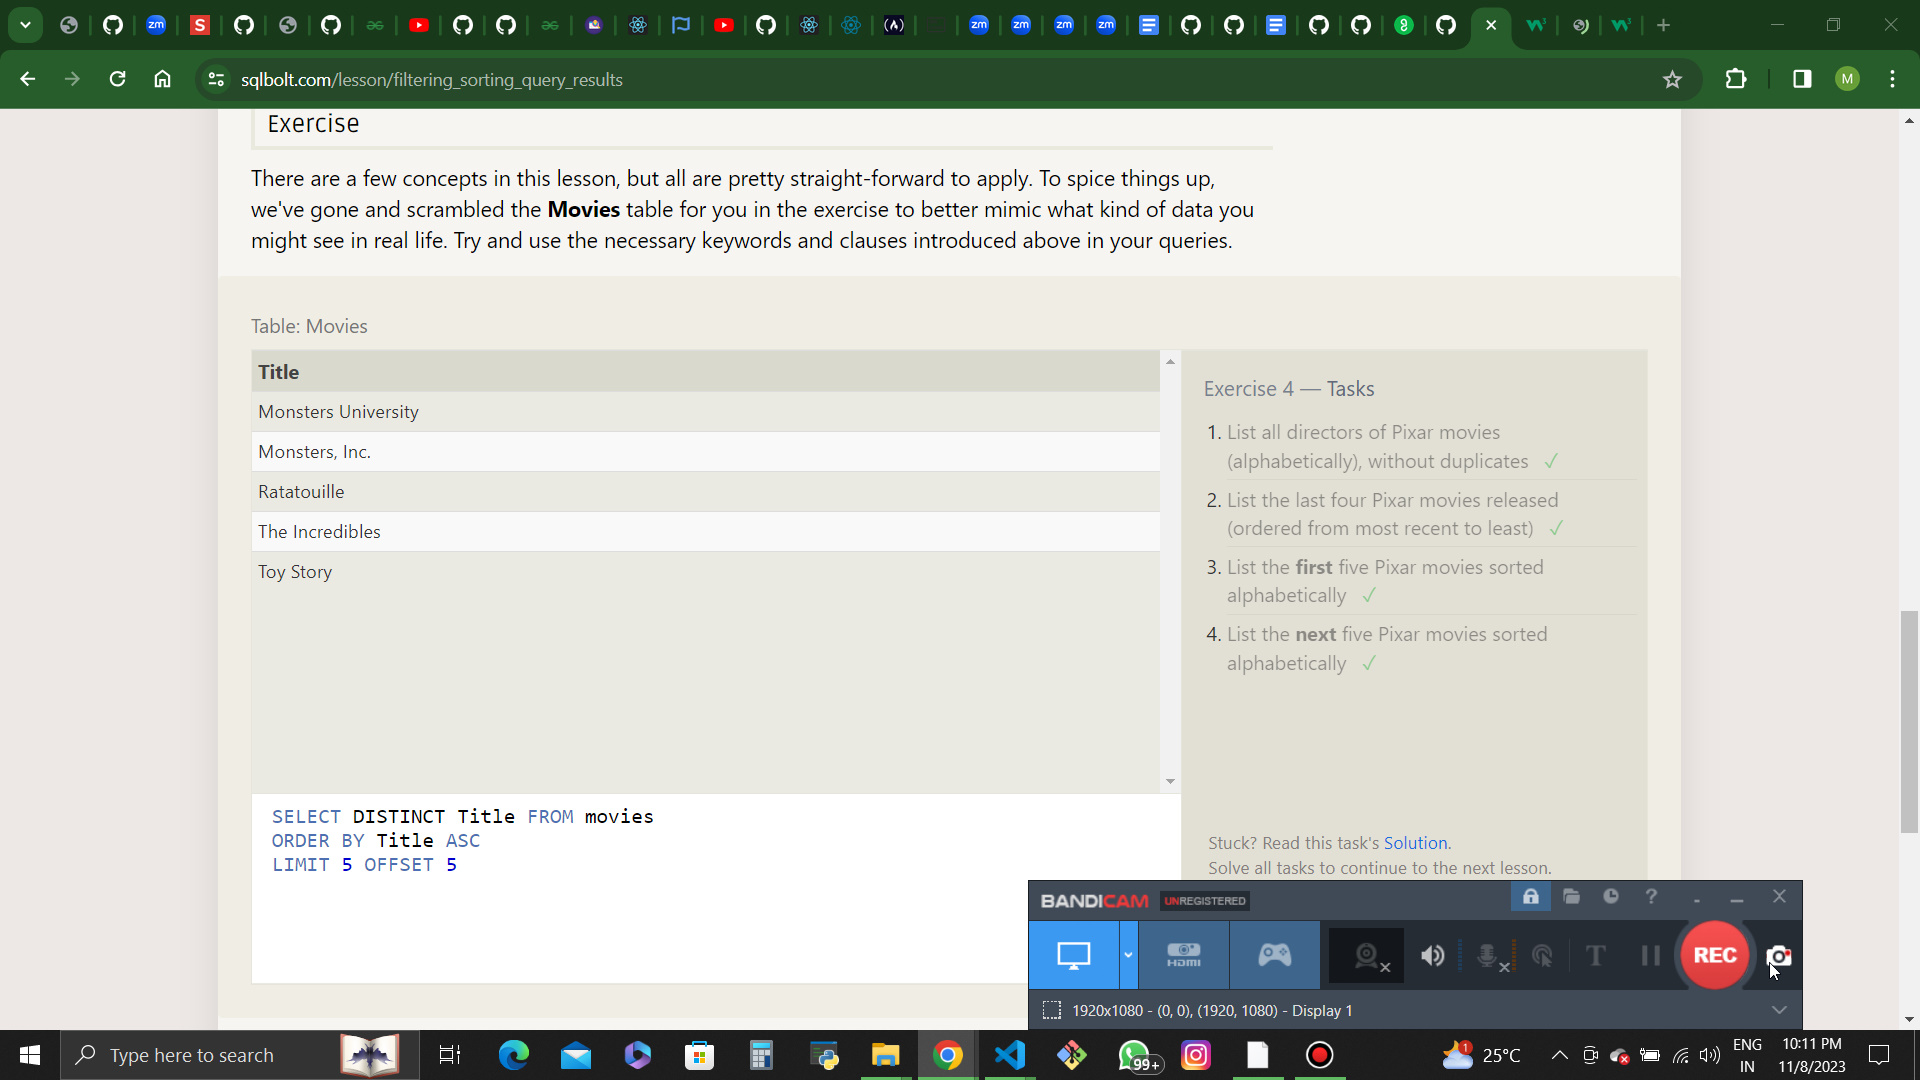 sqlbolt.com/lesson/filtering_sorting_query_results
M
Exercise
There are a few concepts in this lesson, but all are pretty straight-forward to apply. To spice things up,
we've gone and scrambled the Movies table for you in the exercise to better mimic what kind of data you
might see in real life. Try and use the necessary keywords and clauses introduced above in your queries.
Table: Movies
Title
Monsters University
Monsters, Inc.
Ratatouille
The Incredibles
Toy Story
Exercise 4 — Tasks
1. List all directors of Pixar movies
(alphabetically), without duplicates ✓
2. List the last four Pixar movies released
(ordered from most recent to least) ✓
3. List the first five Pixar movies sorted
alphabetically ✓
4. List the next five Pixar movies sorted
alphabetically ✓
SELECT DISTINCT Title FROM movies
ORDER BY Title ASC
LIMIT 5 OFFSET 5
Stuck? Read this task's Solution.
Solve all tasks to continue to the next lesson.
BANDICAM UNREGISTERED
HDMI
T
REC
1920x1080 - (0, 0), (1920, 1080) - Display 1
Type here to search
99+
1
25°C
ENG
IN
10:11 PM
11/8/2023